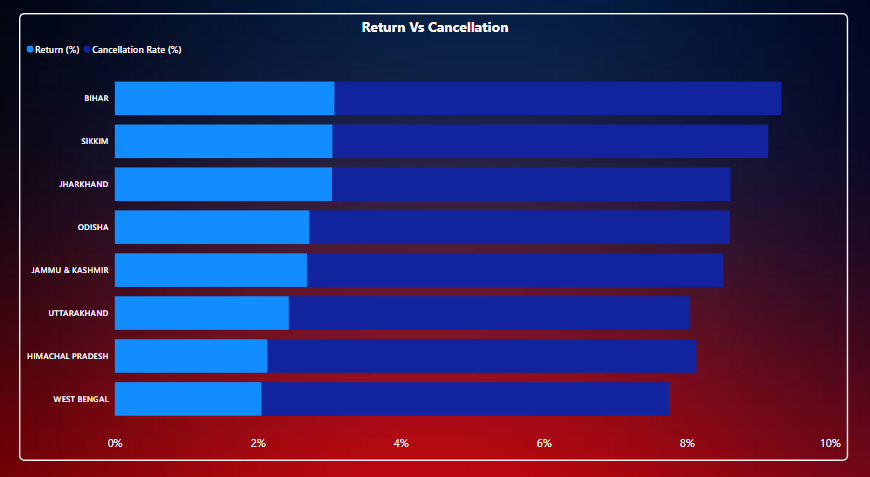 Return Vs Cancellation
Return (%) Cancellation Rate (%)
BIHAR
SIKKIM
JHARKHAND
ODISHA
JAMMU & KASHMIR
UTTARAKHAND
HIMACHAL PRADESH
WEST BENGAL
0% 2% 4% 6% 8% 10%